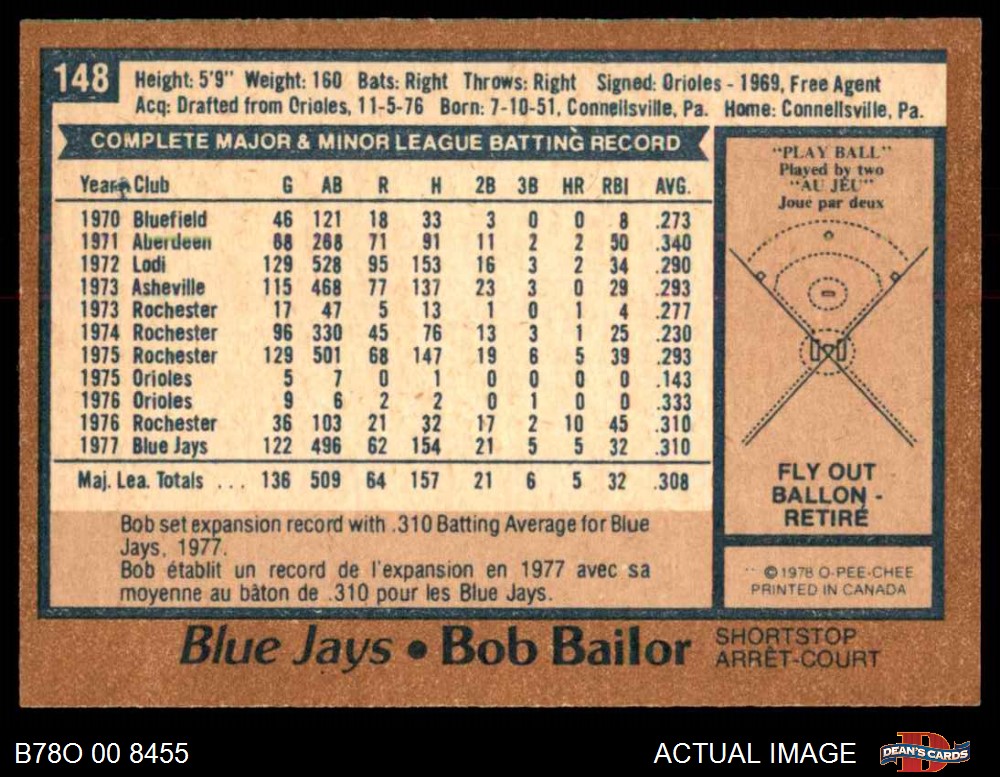 148
Height: 5'9" Weight: 160 Bats: Right Throws: Right Signed: Orioles - 1969, Free Agent
Acq: Drafted from Orioles, 11-5-76 Born: 7-10-51, Connellsville, Pa. Home: Connellsville, Pa.
COMPLETE MAJOR & MINOR LEAGUE BATTING RECORD
Year Club G AB R H 2B 3B HR RBI AVG.
1970 Bluefield 46 121 18 33 3 0 0 8 .273
1971 Aberdeen 68 268 71 91 11 2 2 50 .340
1972 Lodi 129 528 95 153 16 3 2 34 .290
1973 Asheville 115 468 77 137 23 3 0 29 .293
1973 Rochester 17 47 5 13 1 0 1 4 .277
1974 Rochester 96 330 45 76 13 3 1 25 .230
1975 Rochester 129 501 68 147 19 6 5 39 .293
1975 Orioles 5 7 0 1 0 0 0 0 .143
1976 Orioles 9 6 2 2 0 1 0 0 .333
1976 Rochester 36 103 21 32 17 2 10 45 .310
1977 Blue Jays 122 496 62 154 21 5 5 32 .310
Maj. Lea. Totals ... 136 509 64 157 21 6 5 32 .308
Bob set expansion record with .310 Batting Average for Blue
Jays, 1977.
Bob établit un record de l'expansion en 1977 avec sa
moyenne au bâton de .310 pour les Blue Jays.
"PLAY BALL"
Played by two
"AU JEU"
Joué par deux
FLY OUT
BALLON -
RETIRÉ
©1978 O-PEE-CHEE
PRINTED IN CANADA
Blue Jays • Bob Bailor
SHORTSTOP
ARRÊT-COURT
B78O 00 8455
ACTUAL IMAGE
DEAN'S CARDS